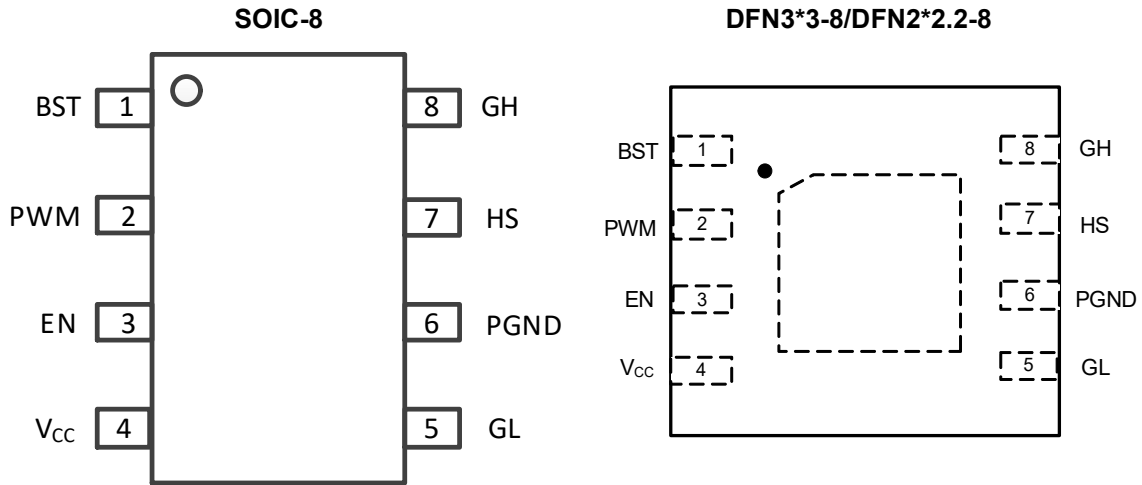 SOIC-8
BST 1
8 GH
PWM 2
7 HS
EN 3
6 PGND
VCC 4
5 GL
DFN3*3-8/DFN2*2.2-8
BST 1
8 GH
PWM 2
7 HS
EN 3
6 PGND
VCC 4
5 GL